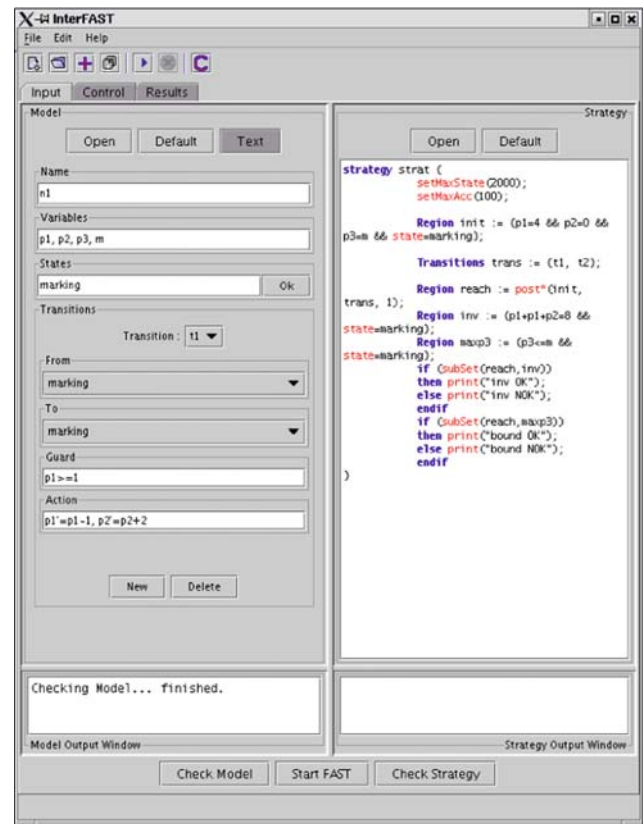 InterFAST
File Edit Help
C
Input Control Results
Model
Open Default Text
Name
n1
Variables
p1, p2, p3, m
States
marking Ok
Transitions
Transition : t1
From
marking
To
marking
Guard
p1>=1
Action
p1'=p1-1, p2'=p2+2
New Delete
Strategy
Open Default
strategy strat {
setMaxState(2000);
setMaxAcc(100);
Region init := {p1=4 && p2=0 &&
p3=m && state=marking};
Transitions trans := {t1, t2};
Region reach := post*(init,
trans, 1);
Region inv := {p1+p1+p2=8 &&
state=marking};
Region maxp3 := {p3<=m &&
state=marking};
if (subSet(reach,inv))
then print("inv OK");
else print("inv NOK");
endif
if (subSet(reach,maxp3))
then print("bound OK");
else print("bound NOK");
endif
}
Checking Model... finished.
Model Output Window
Strategy Output Window
Check Model Start FAST Check Strategy